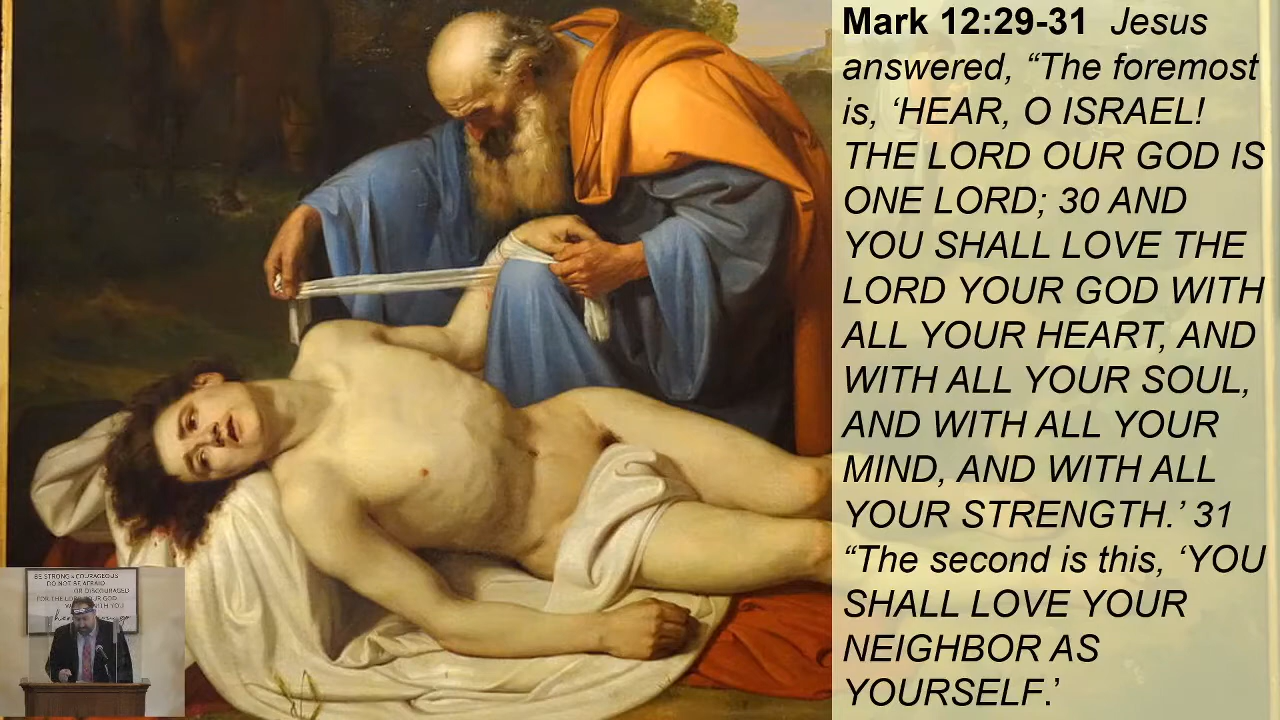 Mark 12:29-31 Jesus
answered, “The foremost
is, ‘HEAR, O ISRAEL!
THE LORD OUR GOD IS
ONE LORD; 30 AND
YOU SHALL LOVE THE
LORD YOUR GOD WITH
ALL YOUR HEART, AND
WITH ALL YOUR SOUL,
AND WITH ALL YOUR
MIND, AND WITH ALL
YOUR STRENGTH.’ 31
“The second is this, ‘YOU
SHALL LOVE YOUR
NEIGHBOR AS
YOURSELF.’
BE STRONG & COURAGEOUS
DO NOT BE AFRAID
OR DISCOURAGED
FOR THE LORD YOUR GOD
WITH YOU